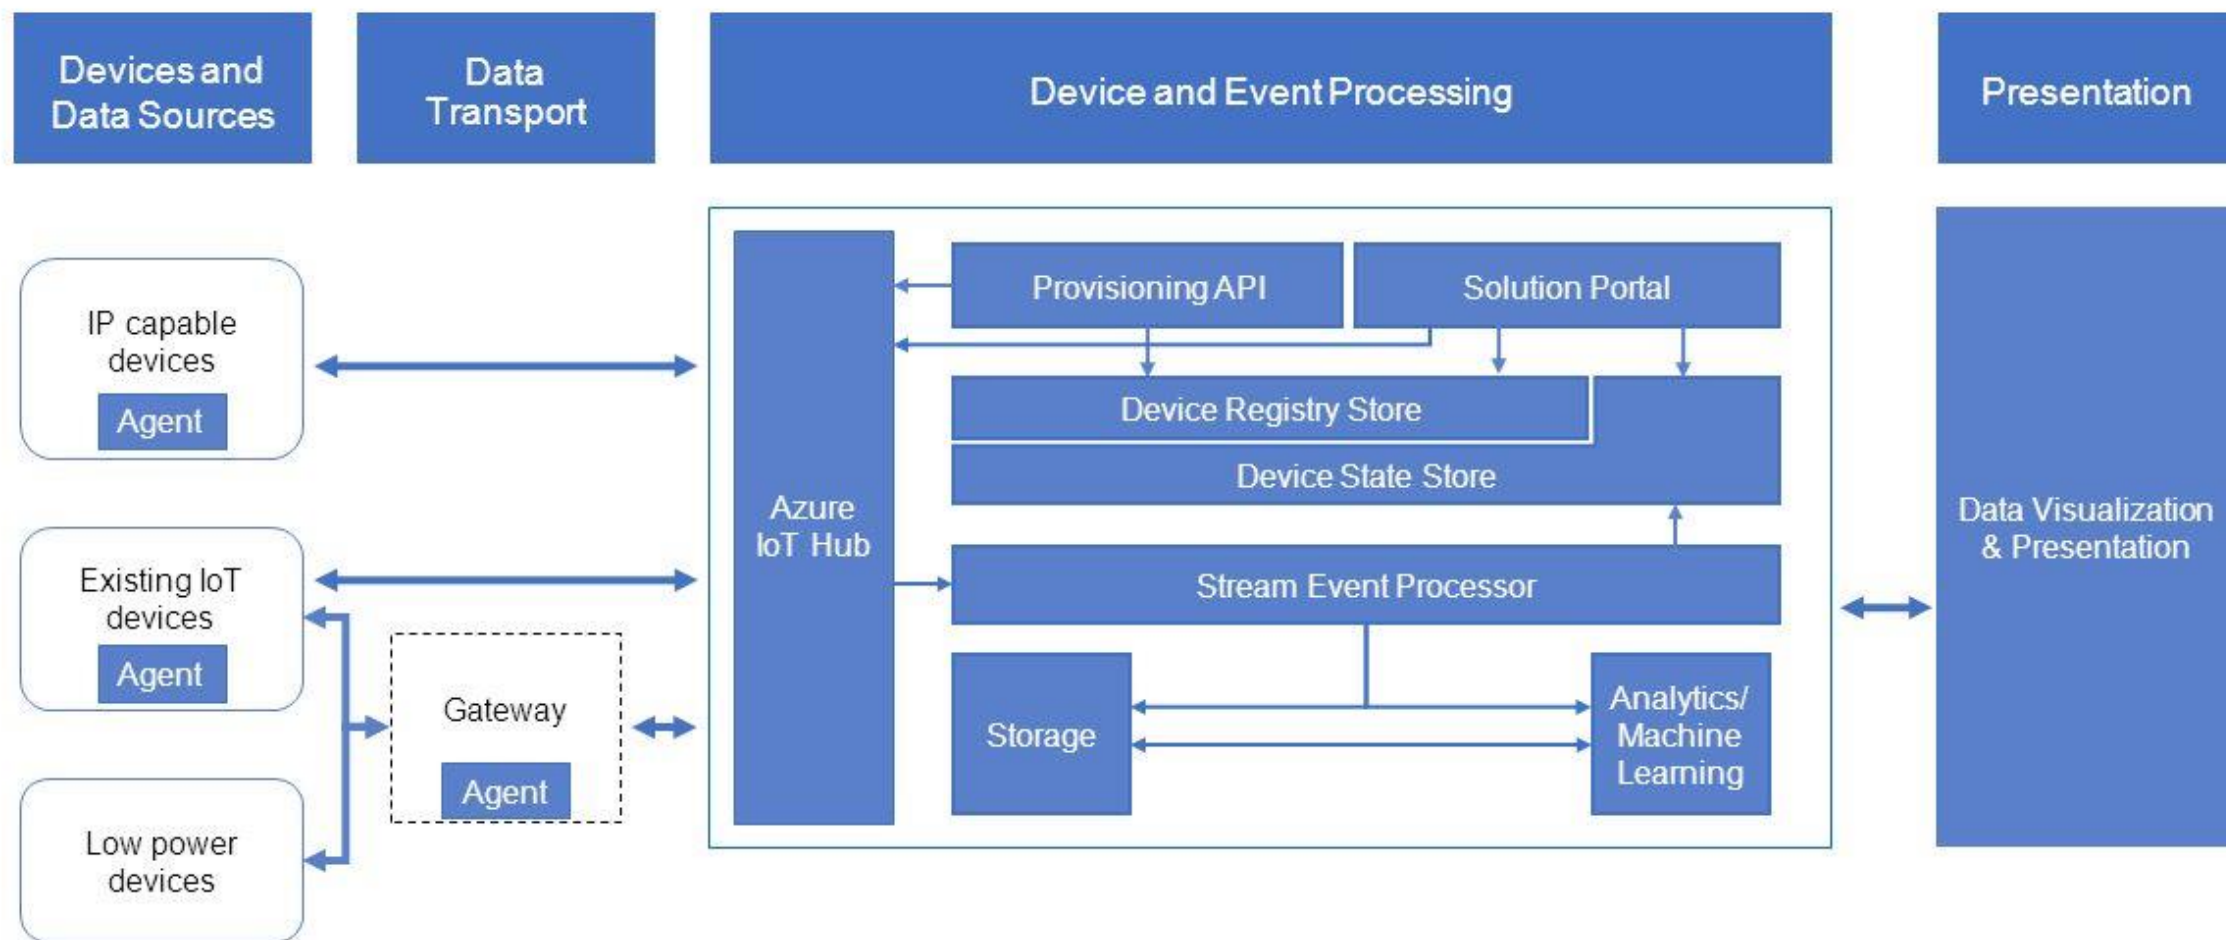 Devices and
Data Sources
Data
Transport
Device and Event Processing
Presentation
IP capable
devices
Agent
Existing IoT
devices
Agent
Low power
devices
Gateway
Agent
Azure
IoT Hub
Provisioning API
Solution Portal
Device Registry Store
Device State Store
Stream Event Processor
Storage
Analytics/
Machine
Learning
Data Visualization
& Presentation